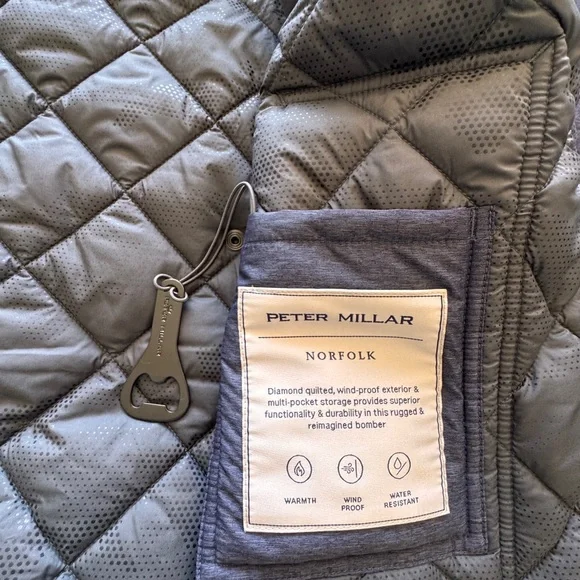 PETER MILLAR
NORFOLK
Diamond quilted, wind-proof exterior &
multi-pocket storage provides superior
functionality & durability in this rugged &
reimagined bomber
WARMTH
WIND
PROOF
WATER
RESISTANT